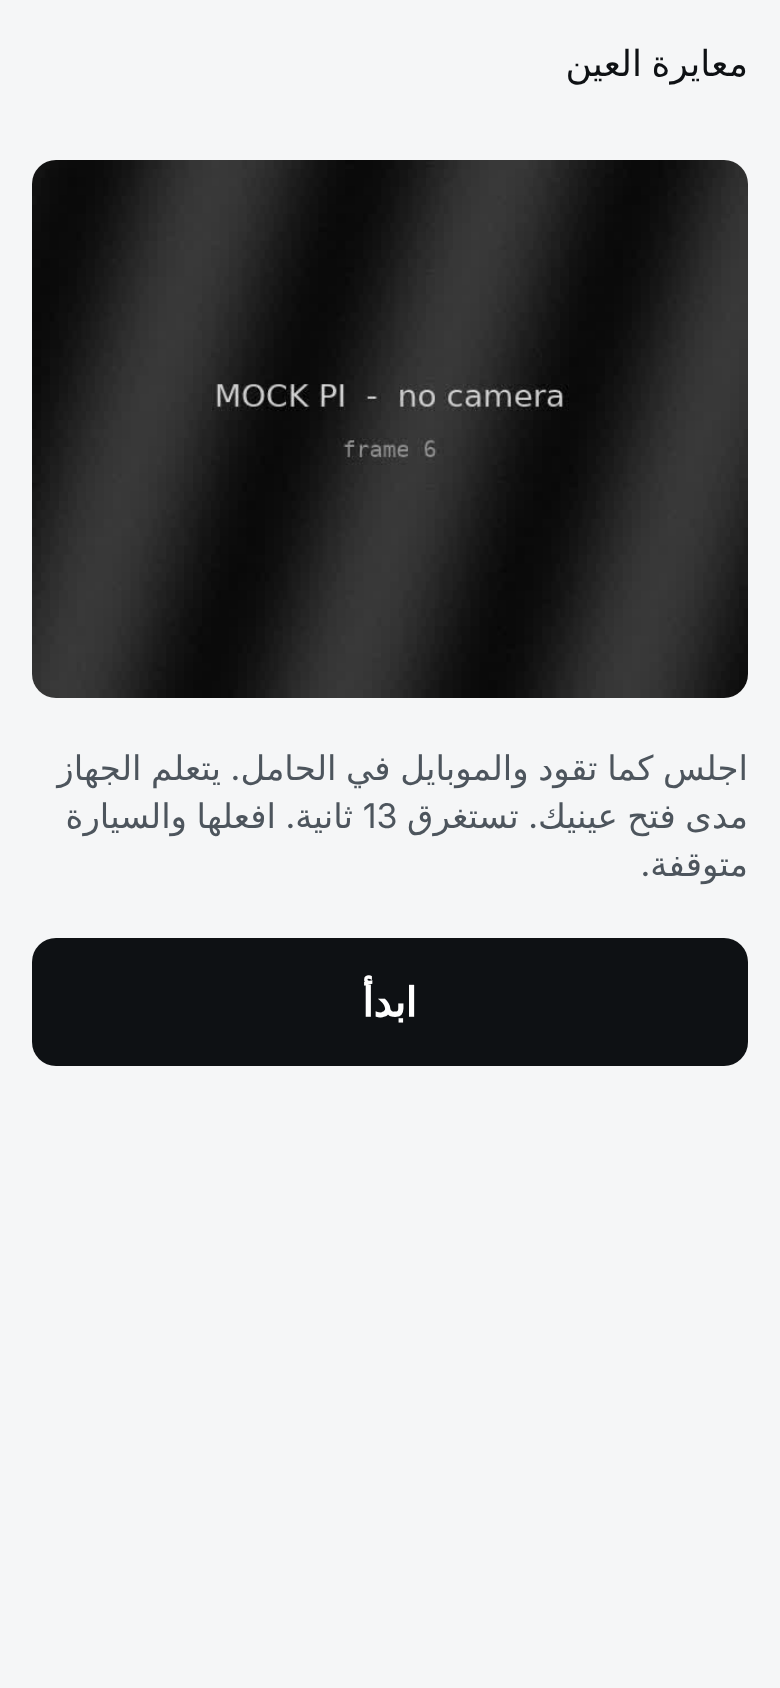 معايرة العين
MOCK PI - no camera
frame 6
اجلس كما تقود والموبايل في الحامل. يتعلم الجهاز
مدى فتح عينيك. تستغرق 13 ثانية. افعلها والسيارة
متوقفة.
ابدأ